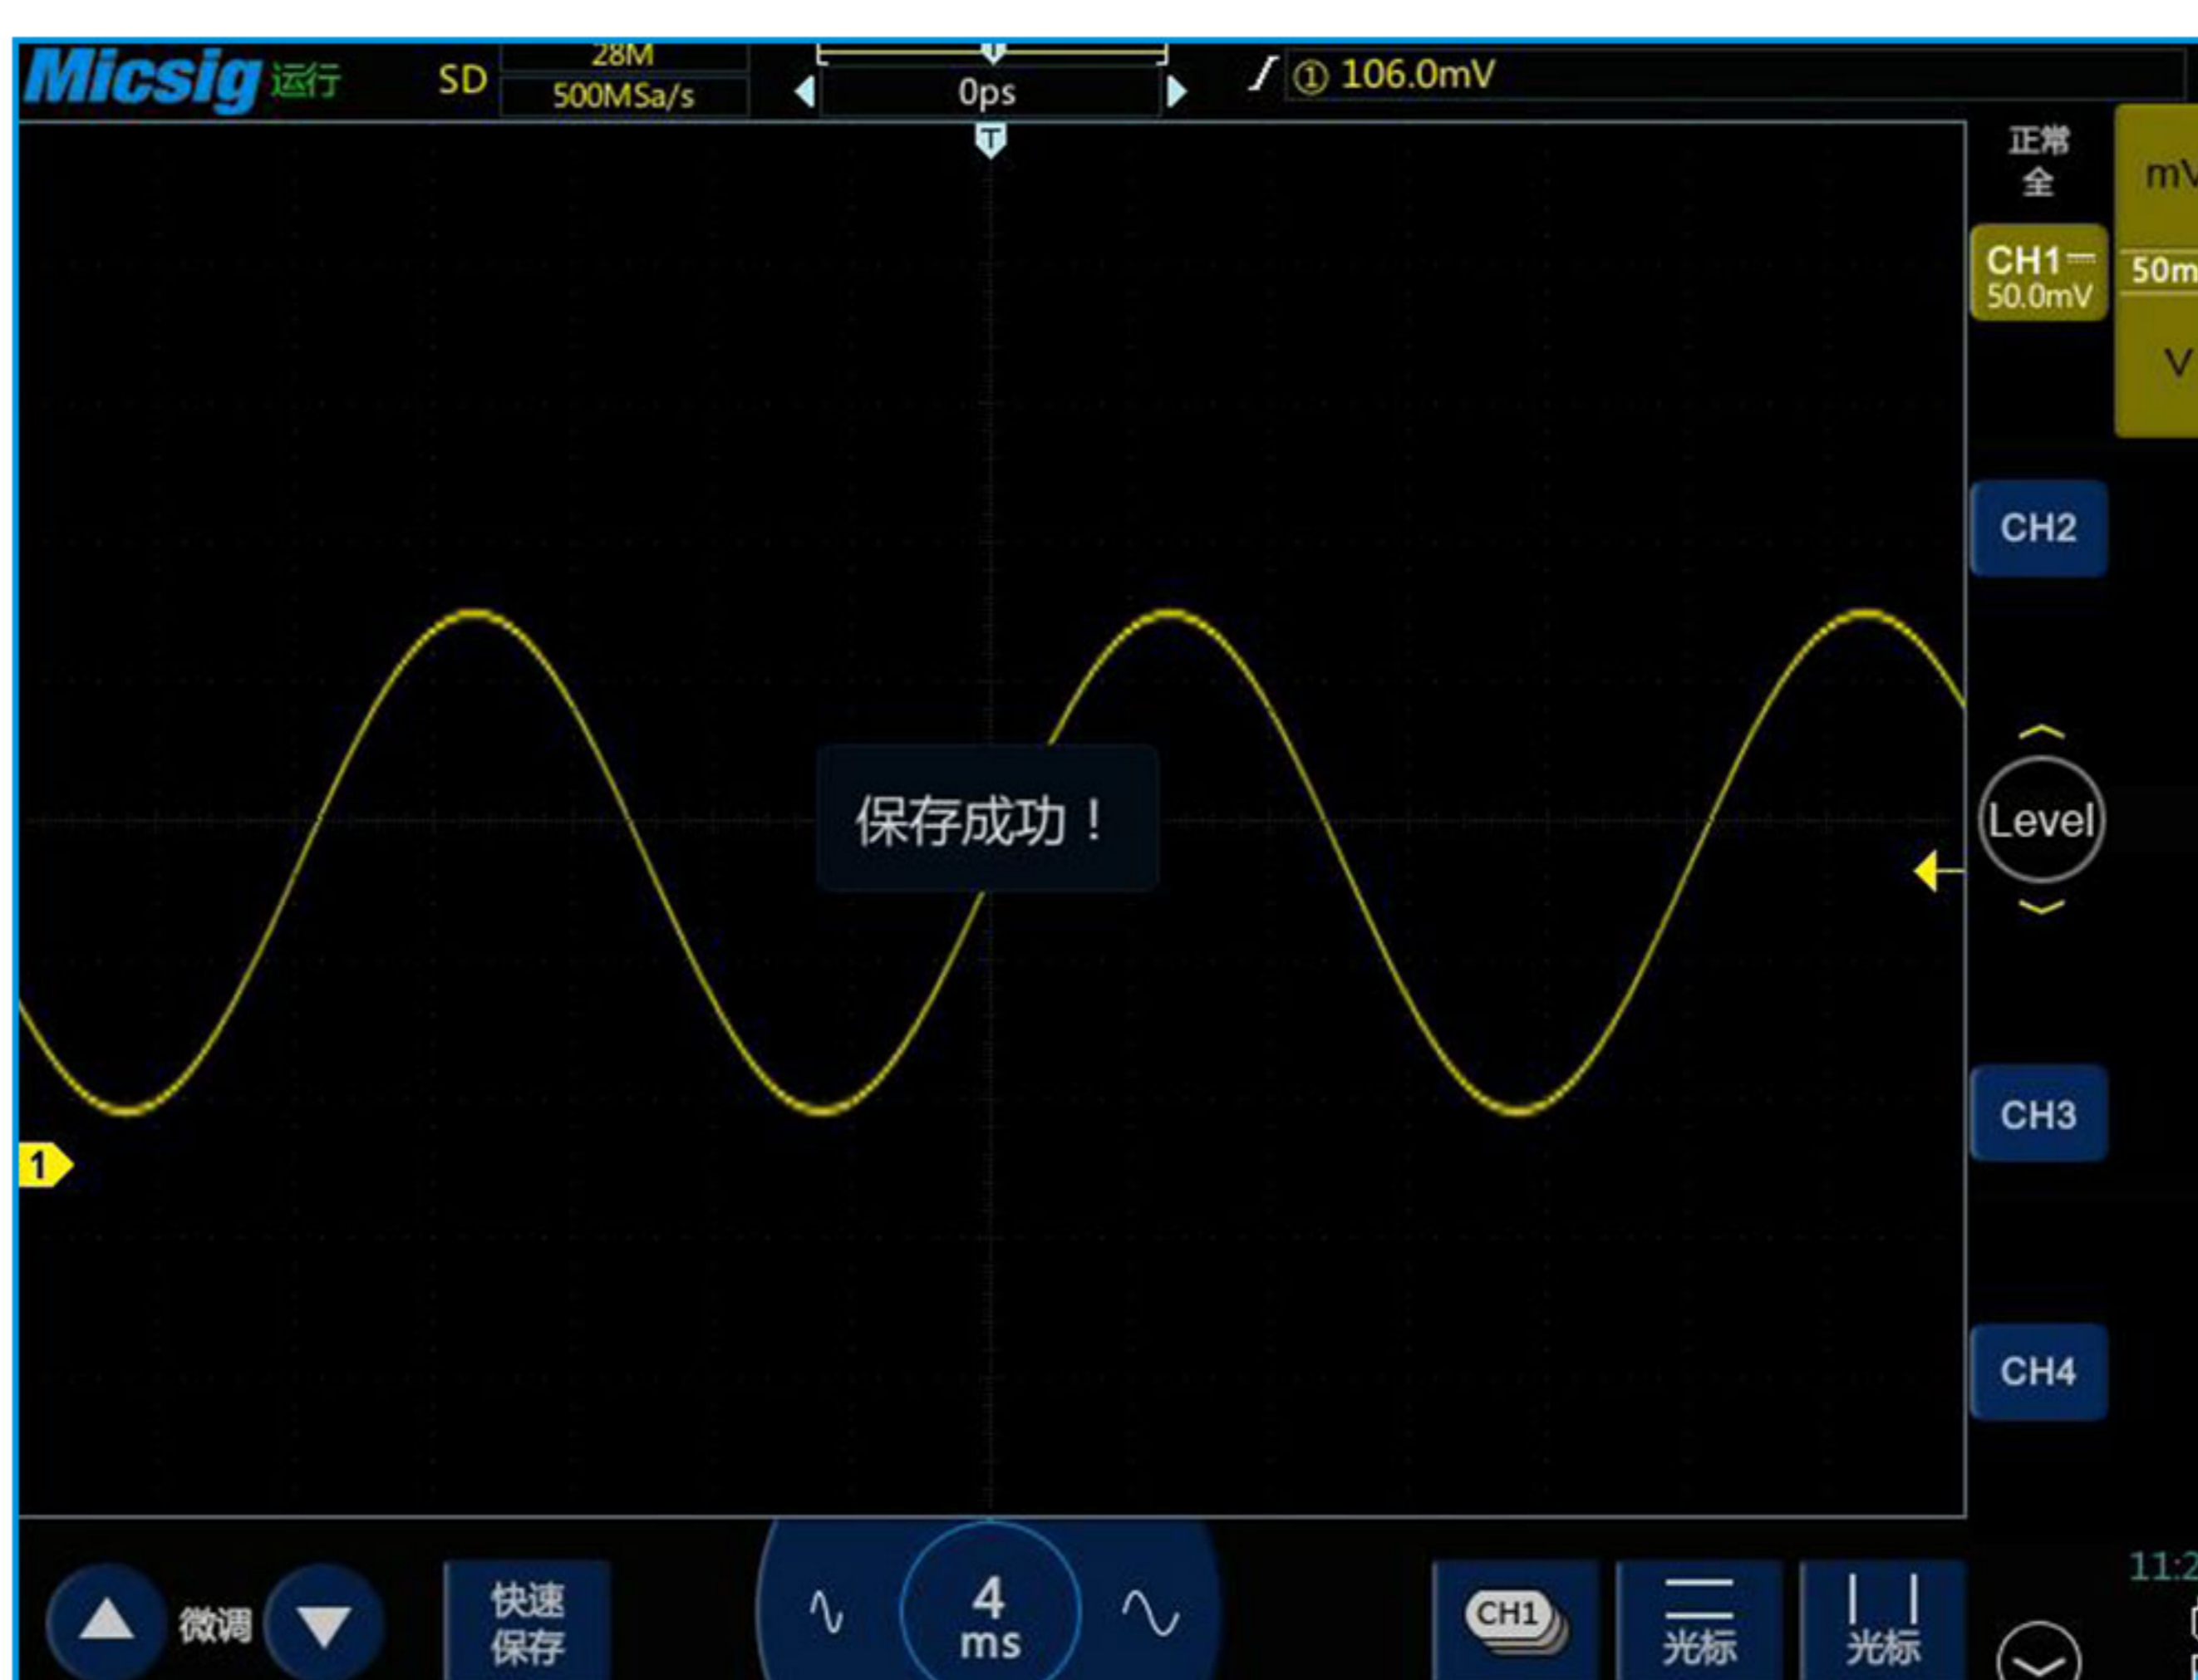 Micsig 运行 SD 28M 500MSa/s 0ps ① 106.0mV
T
正常
全
CH1
50.0mV
50m
V
CH2
保存成功！
Level
1
CH3
CH4
微调
快速
保存
4
ms
CH1
光标
光标